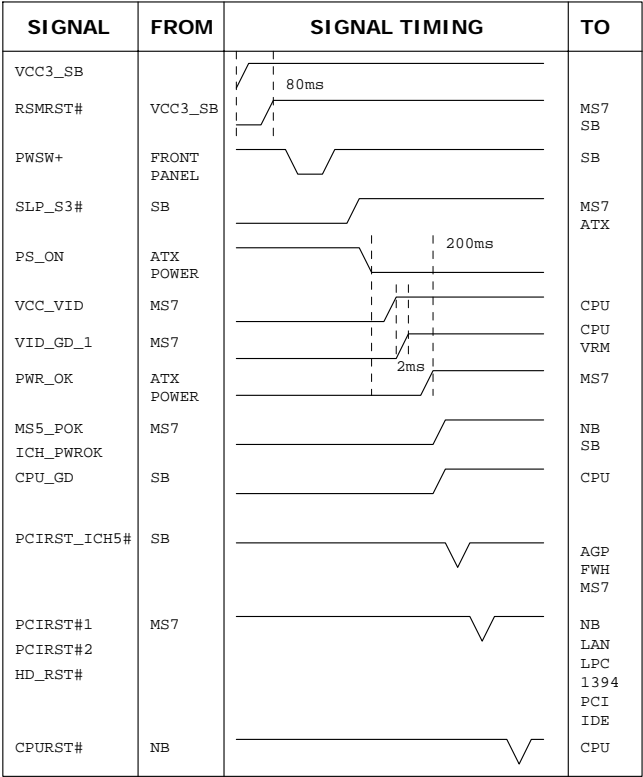 SIGNAL FROM SIGNAL TIMING TO
VCC3_SB
80ms
RSMRST# VCC3_SB MS7
SB
PWSW+ FRONT SB
PANEL
SLP_S3# SB MS7
ATX
200ms
PS_ON ATX
POWER
VCC_VID MS7 CPU
CPU
VID_GD_1 MS7 VRM
2ms
PWR_OK ATX MS7
POWER
MS5_POK MS7 NB
ICH_PWROK SB
CPU_GD SB CPU
PCIRST_ICH5# SB
AGP
FWH
MS7
PCIRST#1 MS7 NB
PCIRST#2 LAN
HD_RST# LPC
1394
PCI
IDE
CPURST# NB CPU